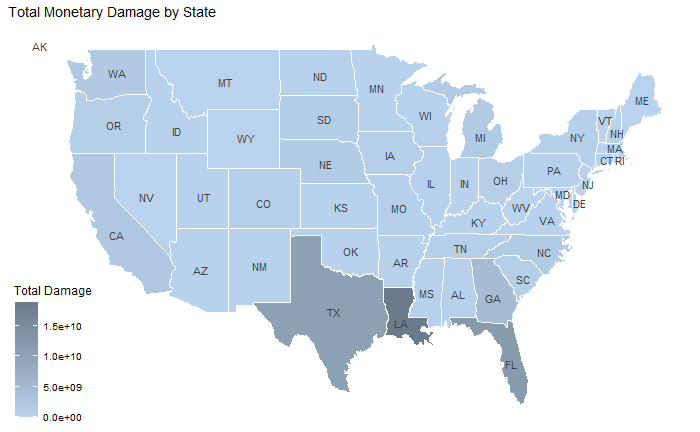 Total Monetary Damage by State
AK
WA
MT
ND
MN
ME
OR
ID
WY
SD
WI
MI
VT
NH
NY
MA
CT RI
NV
UT
CO
NE
IA
IL
IN
OH
PA
NJ
MD
DE
CA
KS
MO
KY
WV
VA
AZ
NM
OK
AR
TN
NC
SC
MS
AL
GA
TX
LA
FL
Total Damage
1.5e+10
1.0e+10
5.0e+09
0.0e+00